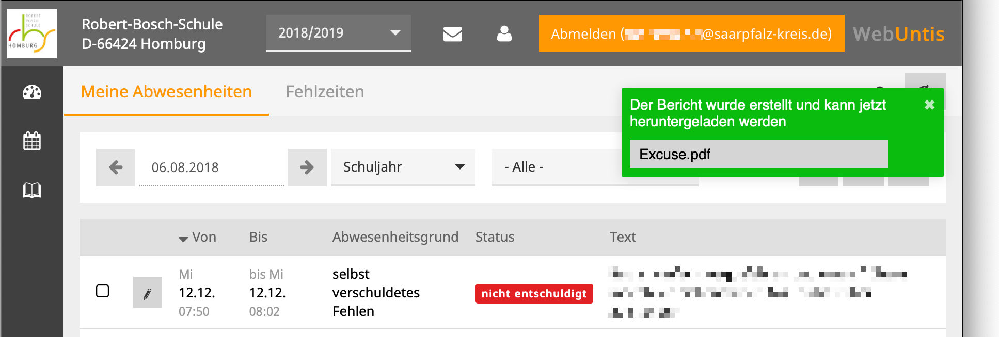 ROBERT
BOSCH
SCHULE
HOMBURG
Robert-Bosch-Schule
D-66424 Homburg
2018/2019
Abmelden (
@saarpfalz-kreis.de)
WebUntis
Meine Abwesenheiten
Fehlzeiten
Der Bericht wurde erstellt und kann jetzt
heruntergeladen werden
Excuse.pdf
06.08.2018
Schuljahr
- Alle -
Von
Bis
Abwesenheitsgrund
Status
Text
Mi
12.12.
07:50
bis Mi
12.12.
08:02
selbst
verschuldetes
Fehlen
nicht entschuldigt